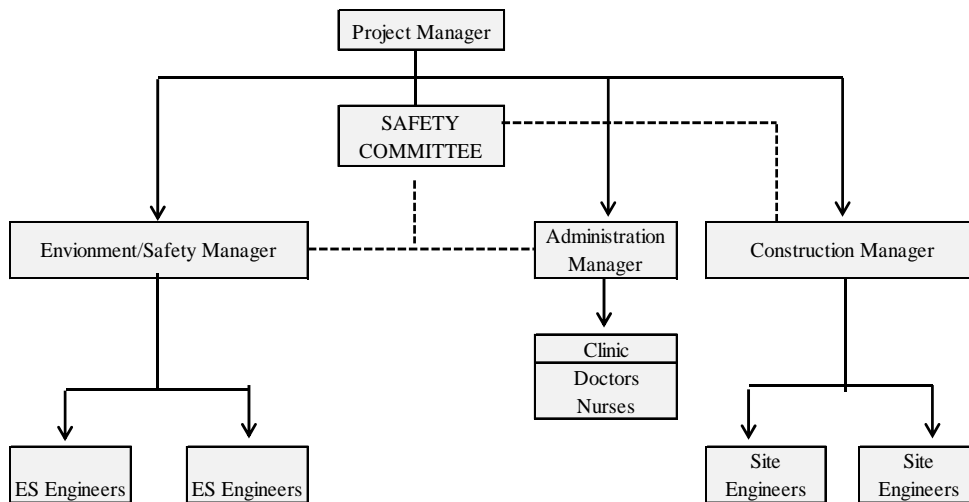 Project Manager
SAFETY
COMMITTEE
Envionment/Safety Manager
Administration
Manager
Construction Manager
Clinic
Doctors
Nurses
ES Engineers
ES Engineers
Site
Engineers
Site
Engineers